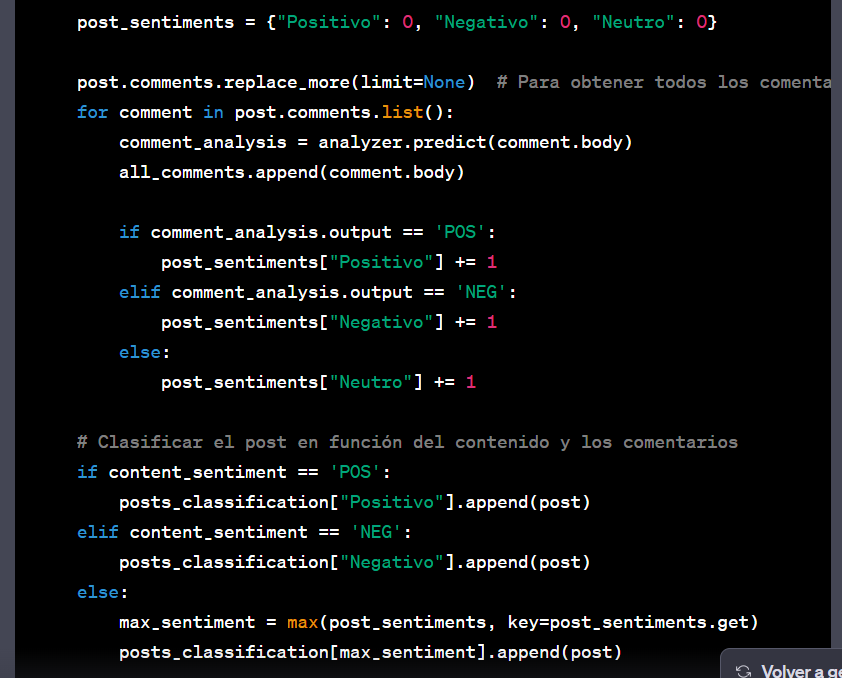 post_sentiments = {"Positivo": 0, "Negativo": 0, "Neutro": 0}
post.comments.replace_more(limit=None)  # Para obtener todos los
for comment in post.comments.list():
comment_analysis = analyzer.predict(comment.body)
all_comments.append(comment.body)
if comment_analysis.output == 'POS':
post_sentiments["Positivo"] += 1
elif comment_analysis.output == 'NEG':
post_sentiments["Negativo"] += 1
else:
post_sentiments["Neutro"] += 1
# Clasificar el post en función del contenido y los comentarios
if content_sentiment == 'POS':
posts_classification["Positivo"].append(post)
elif content_sentiment == 'NEG':
posts_classification["Negativo"].append(post)
else:
max_sentiment = max(post_sentiments, key=post_sentiments.get)
posts_classification[max_sentiment].append(post)
Volver a